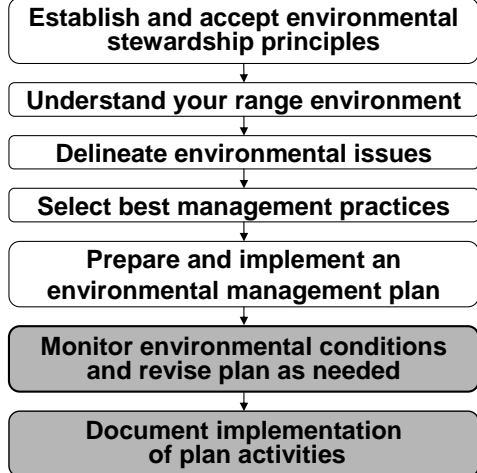 Establish and accept environmental
stewardship principles
Understand your range environment
Delineate environmental issues
Select best management practices
Prepare and implement an
environmental management plan
Monitor environmental conditions
and revise plan as needed
Document implementation
of plan activities